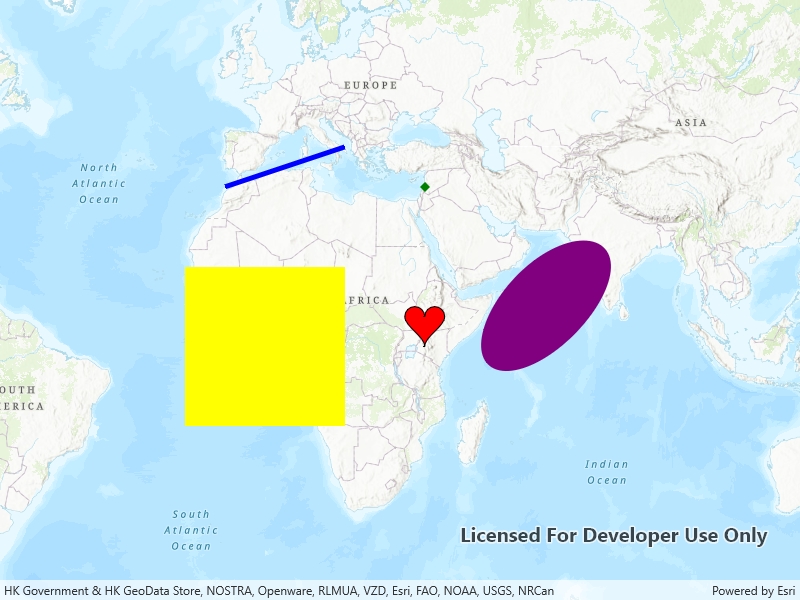 EUROPE
ASIA
North
Atlantic
Ocean
AFRICA
OUTH
ERICA
Indian
Ocean
South
Atlantic
Ocean
Licensed For Developer Use Only
HK Government & HK GeoData Store, NOSTRA, Openware, RLMUA, VZD, Esri, FAO, NOAA, USGS, NRCan
Powered by Esri